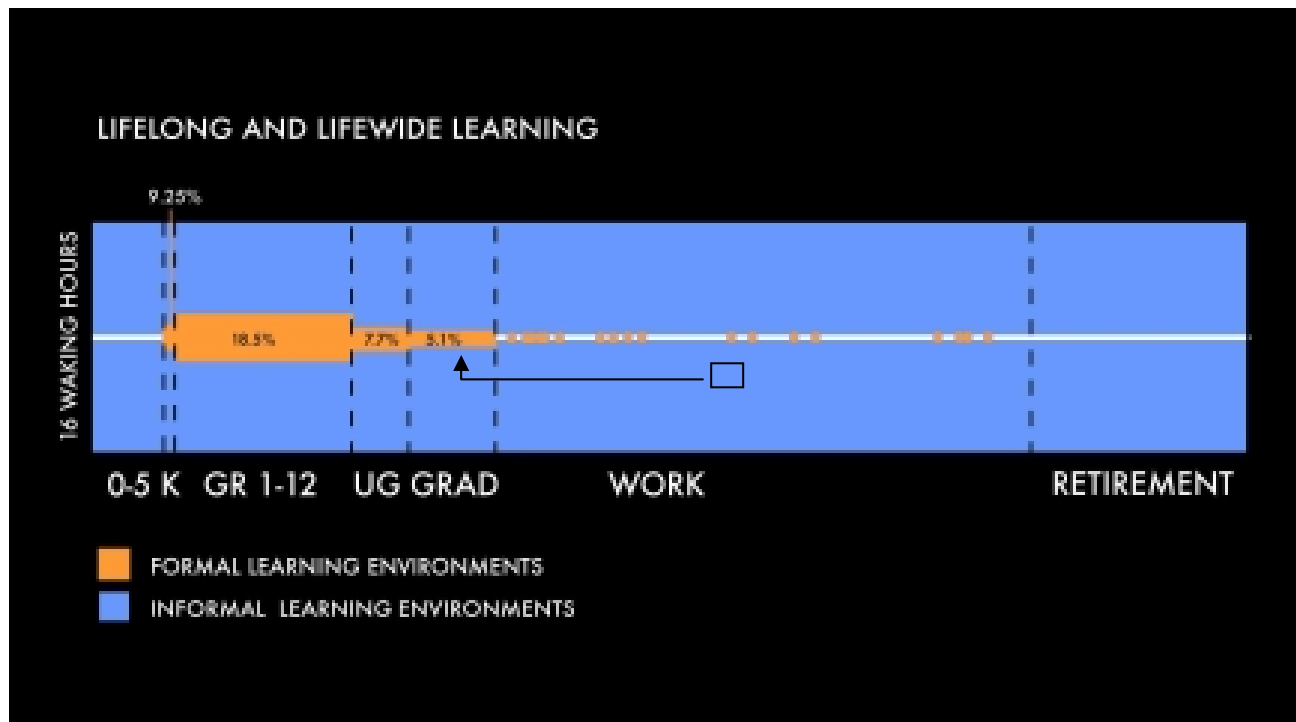 LIFELONG AND LIFEWIDE LEARNING
9.25%
16 WAKING HOURS
18.5% 7.7% 5.1%
0-5 K GR 1-12 UG GRAD WORK RETIREMENT
FORMAL LEARNING ENVIRONMENTS
INFORMAL LEARNING ENVIRONMENTS